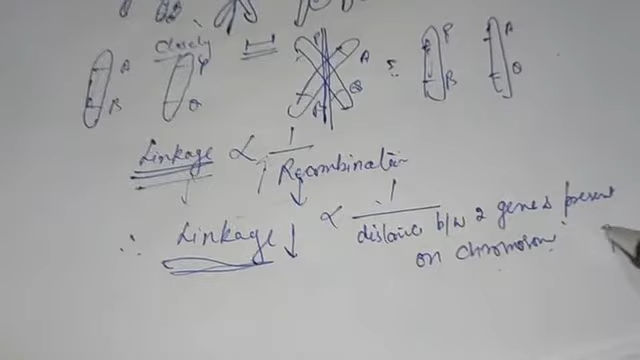 closely
A P P A P A
B Q B Q B Q
Linkage ∝ 1 / Recombination
∴ Linkage ↓ ∝ 1 / distance b/w 2 genes present
on chromosome